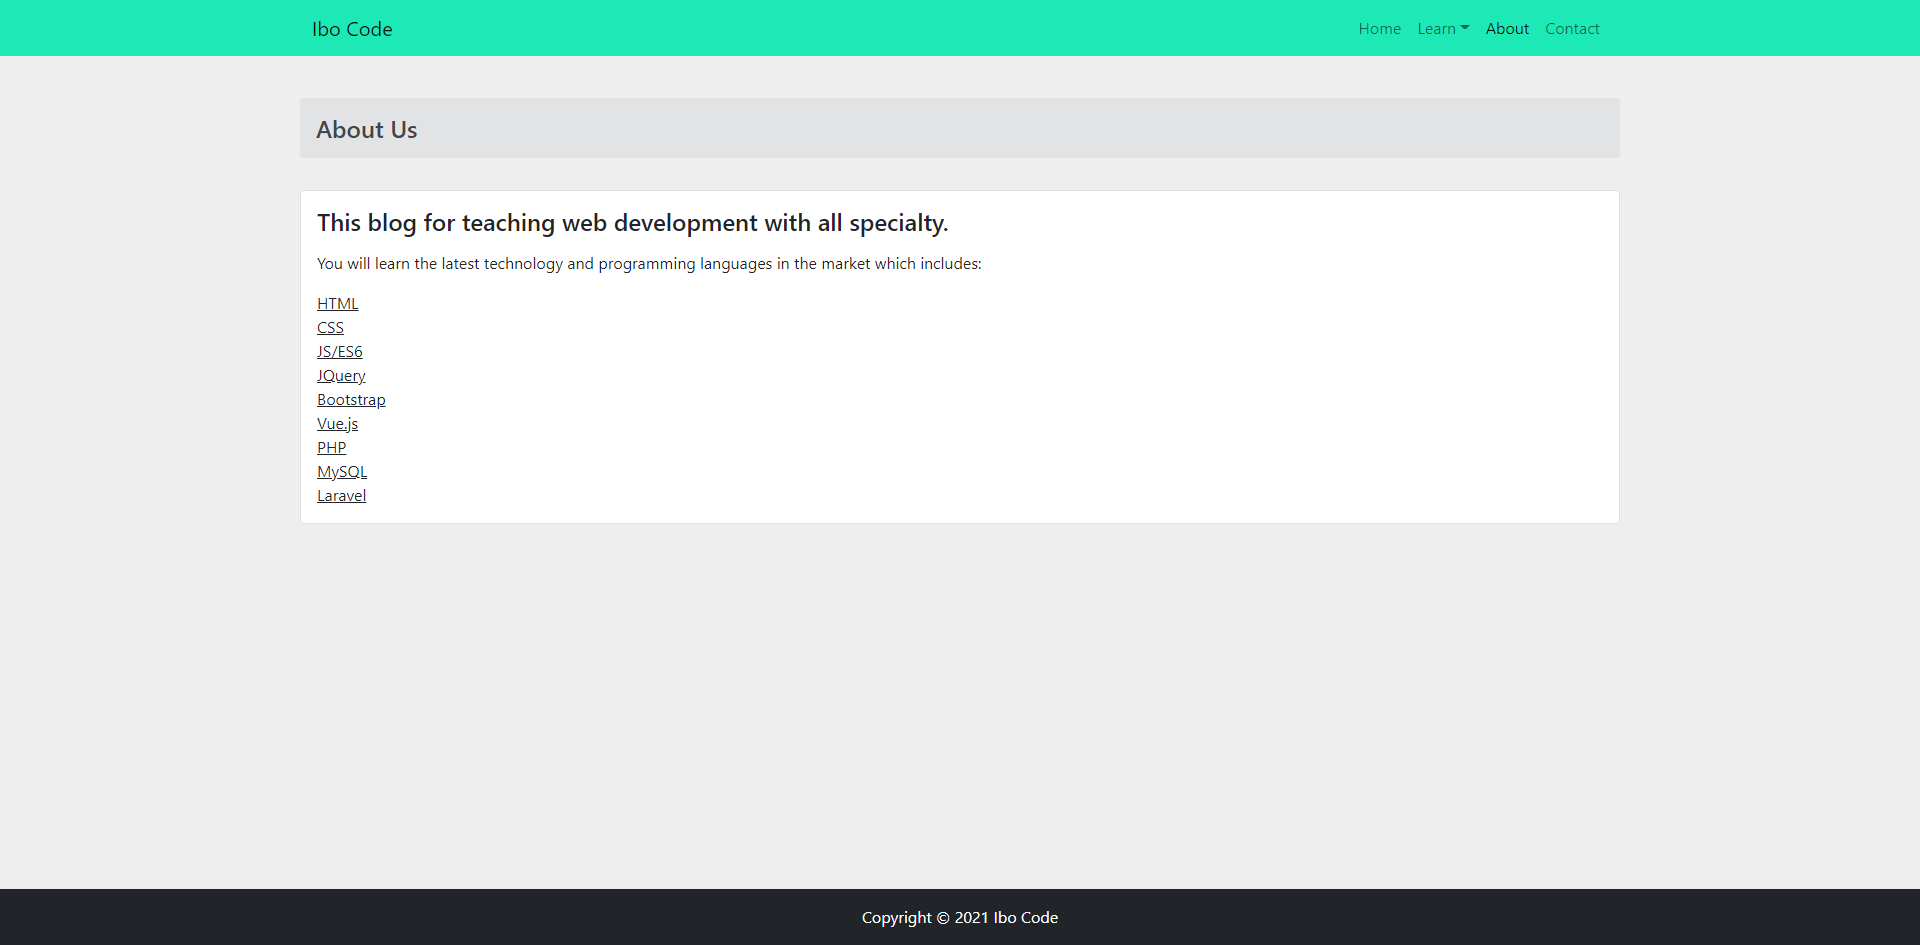 Ibo Code
Home Learn About Contact
About Us
This blog for teaching web development with all specialty.
You will learn the latest technology and programming languages in the market which includes:
HTML
CSS
JS/ES6
JQuery
Bootstrap
Vue.js
PHP
MySQL
Laravel
Copyright © 2021 Ibo Code